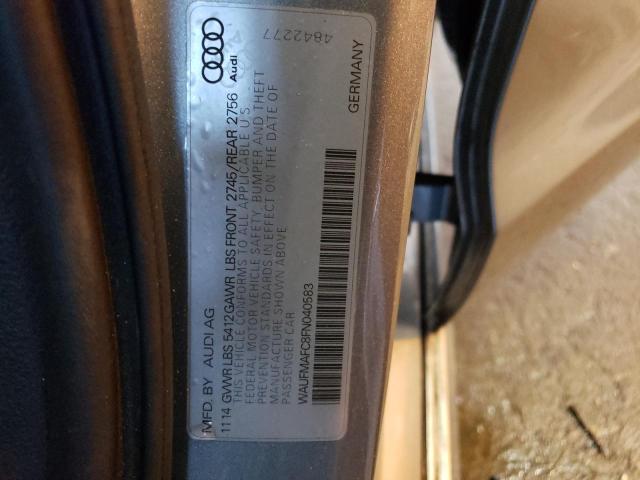 MFD. BY AUDI AG
Audi
11 14 GVWR LBS 5412 GAWR LBS FRONT 2745/REAR 2756
THIS VEHICLE CONFORMS TO ALL APPLICABLE U.S.
FEDERAL MOTOR VEHICLE SAFETY, BUMPER AND THEFT
PREVENTION STANDARDS IN EFFECT ON THE DATE OF
MANUFACTURE SHOWN ABOVE
PASSENGER CAR
WAUFMAFC8FN040583
GERMANY
4842277